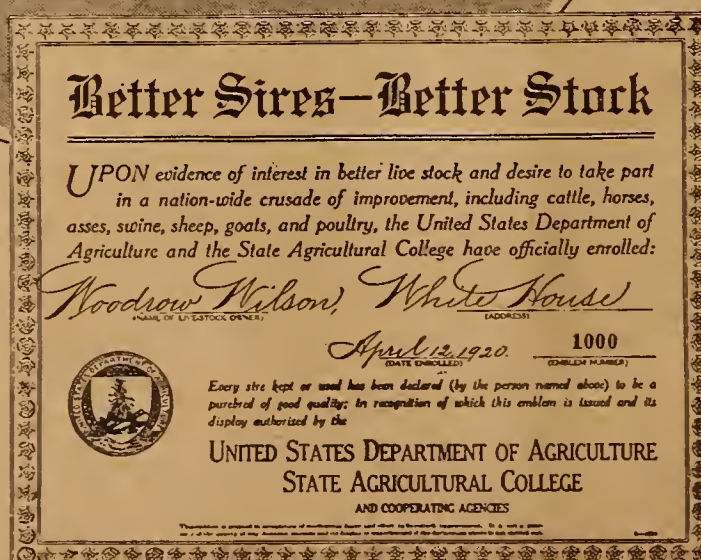 Better Sires—Better Stock
UPON evidence of interest in better live stock and desire to take part
in a nation-wide crusade of improvement, including cattle, horses,
asses, swine, sheep, goats, and poultry, the United States Department of
Agriculture and the State Agricultural College have officially enrolled:
Woodrow Wilson, White House
(NAME OF LIVESTOCK OWNER) (ADDRESS)
April 12, 1920. 1000
(DATE ENROLLED) (EMBLEM NUMBER)
Every sire kept or used has been declared (by the person named above) to be a
purebred of good quality; in recognition of which this emblem is issued and its
display authorized by the
UNITED STATES DEPARTMENT OF AGRICULTURE
STATE AGRICULTURAL COLLEGE
AND COOPERATING AGENCIES